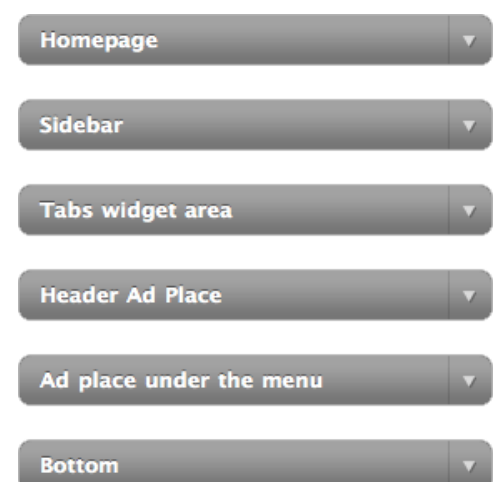 Homepage
Sidebar
Tabs widget area
Header Ad Place
Ad place under the menu
Bottom